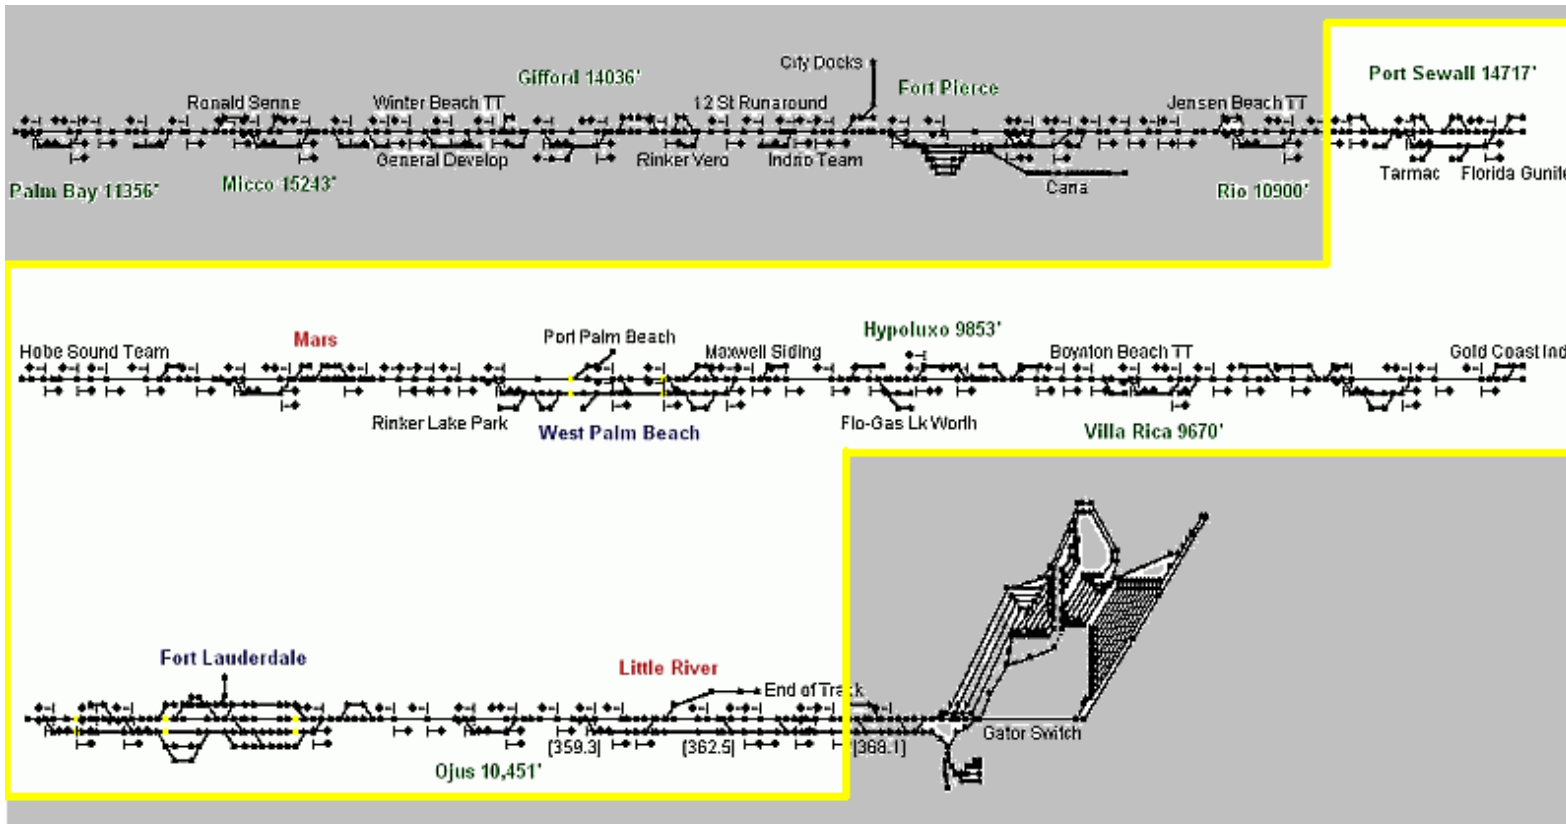 City Docks
Gifford 14036'
Fort Pierce
Port Sewall 14717'
Ronald Senne
Winter Beach TT
12 St Runaround
Jensen Beach TT
General Develop
Rinker Vero
Indrio Team
Tarmac
Florida Gunite
Palm Bay 11356'
Micco 15243'
Cana
Rio 10900'
Hobe Sound Team
Mars
Port Palm Beach
Hypoluxo 9853'
Maxwell Siding
Boynton Beach TT
Gold Coast Ind
Rinker Lake Park
West Palm Beach
Flo-Gas Lk Worth
Villa Rica 9670'
Fort Lauderdale
Little River
End of Track
Gator Switch
[359.3]
[362.5]
[368.1]
Ojus 10,451'